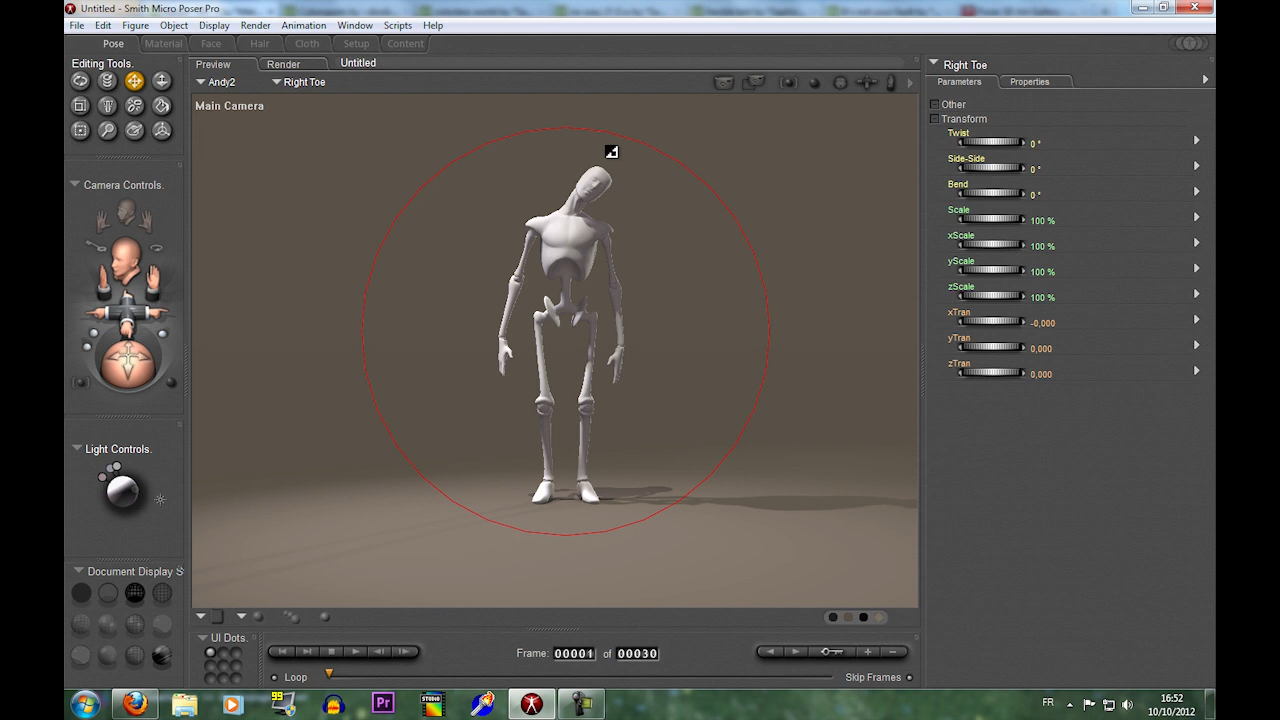 Untitled - Smith Micro Poser Pro
File Edit Figure Object Display Render Animation Window Scripts Help
Pose Material Face Hair Cloth Setup Content
Editing Tools.
Preview Render Untitled
Andy2 Right Toe
Main Camera
Right Toe
Parameters Properties
Other
Transform
Twist
0 °
Side-Side
0 °
Bend
0 °
Scale
100 %
xScale
100 %
yScale
100 %
zScale
100 %
xTran
-0,000
yTran
0,000
zTran
0,000
Camera Controls.
Light Controls.
Document Display S
UI Dots.
Frame: 00001 of 00030
Loop
Skip Frames
99
Pr
STUDIO
FR
16:52
10/10/2012